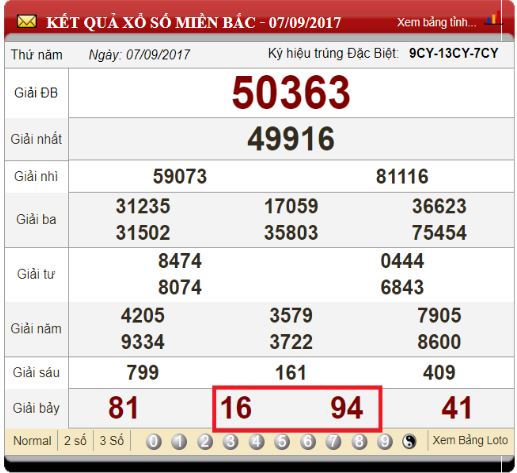 KẾT QUẢ XỔ SỐ MIỀN BẮC - 07/09/2017 Xem bảng tỉnh...
Thứ năm Ngày: 07/09/2017 Ký hiệu trúng Đặc Biệt: 9CY-13CY-7CY
Giải ĐB 50363
Giải nhất 49916
Giải nhì 59073 81116
Giải ba
31235 17059 36623
31502 35803 75454
Giải tư
8474 0444
8074 6843
Giải năm
4205 3579 7905
9334 3722 8600
Giải sáu 799 161 409
Giải bảy 81 16 94 41
Normal 2 số 3 Số 0 1 2 3 4 5 6 7 8 9 Xem Bảng Loto